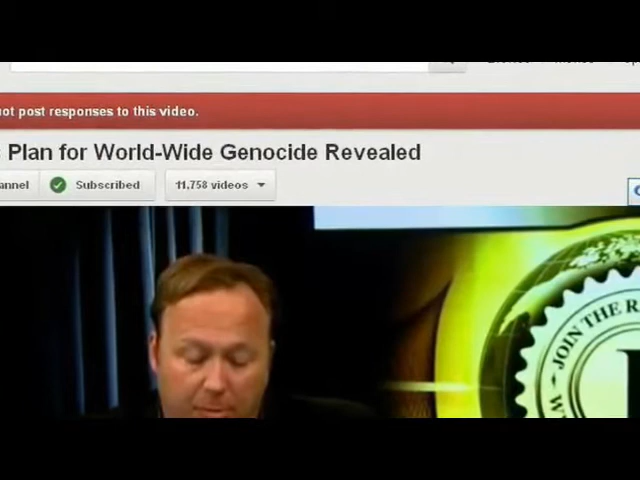 not post responses to this video.
Plan for World-Wide Genocide Revealed
annel
Subscribed
11,758 videos
JOIN THE R
W